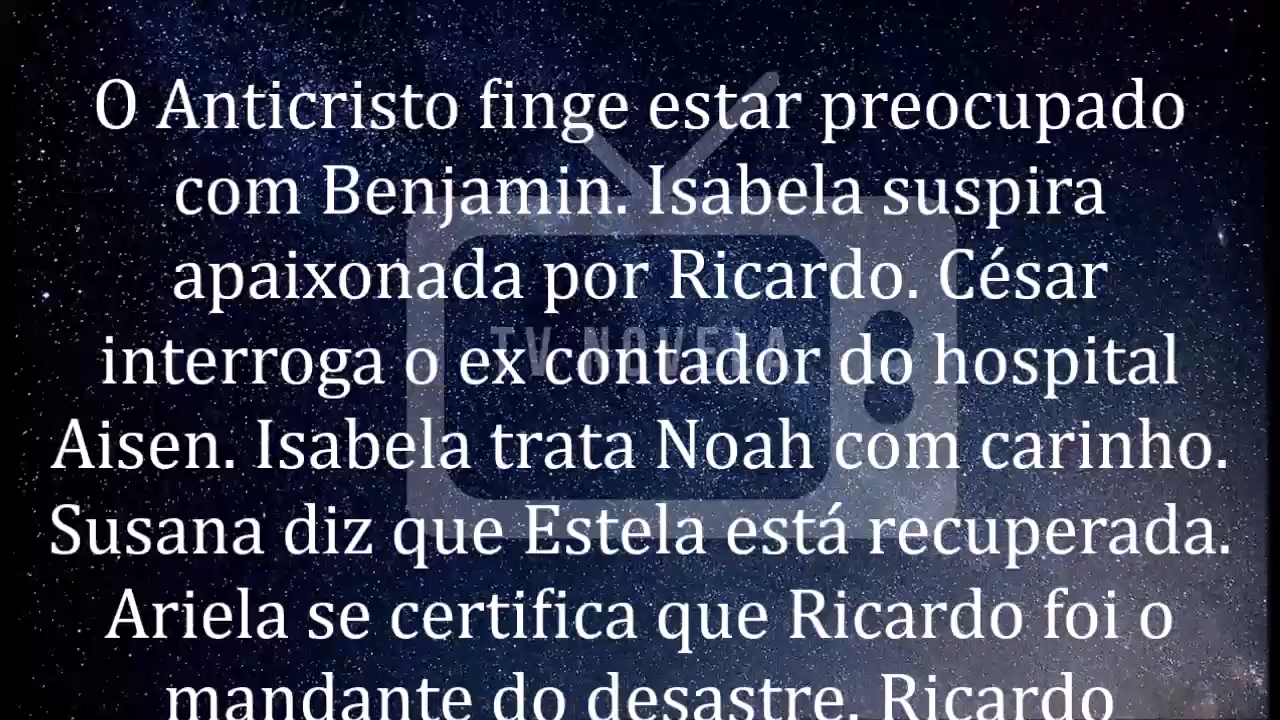 O Anticristo finge estar preocupado
com Benjamin. Isabela suspira
apaixonada por Ricardo. César
TV NOVELA
interroga o ex contador do hospital
Aisen. Isabela trata Noah com carinho.
Susana diz que Estela está recuperada.
Ariela se certifica que Ricardo foi o
mandante do desastre. Ricardo